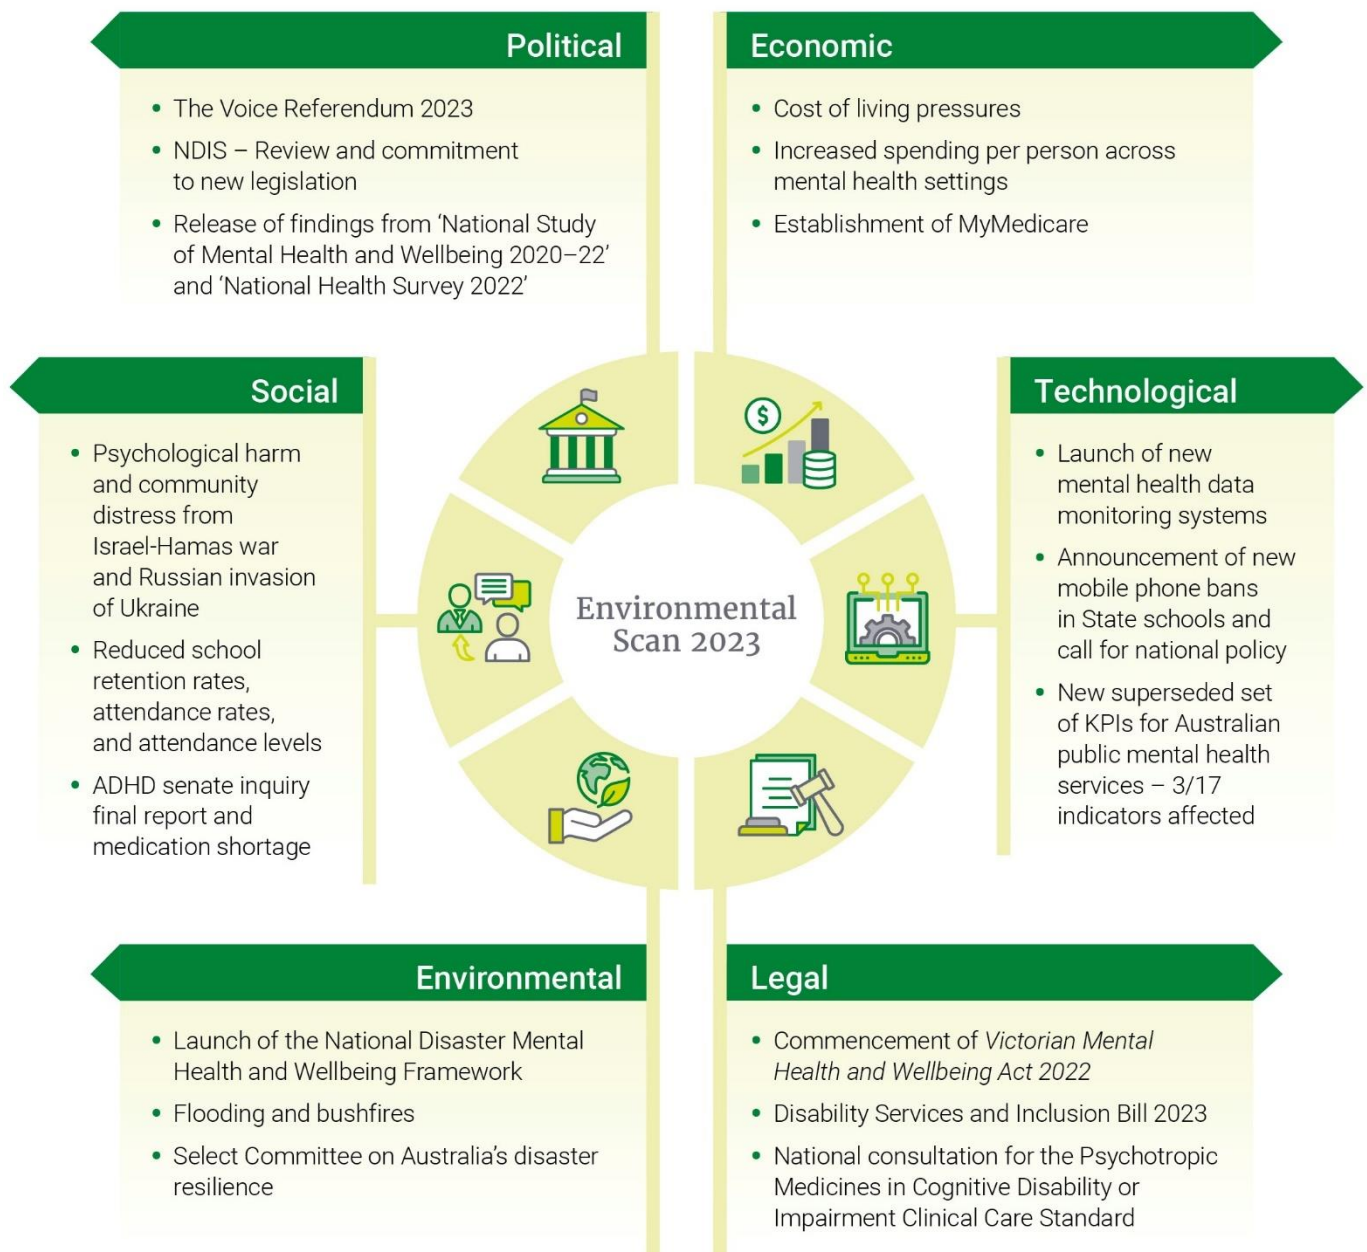 Political
• The Voice Referendum 2023
• NDIS – Review and commitment
to new legislation
• Release of findings from ‘National Study
of Mental Health and Wellbeing 2020–22’
and ‘National Health Survey 2022’
Economic
• Cost of living pressures
• Increased spending per person across
mental health settings
• Establishment of MyMedicare
Social
• Psychological harm
and community
distress from
Israel-Hamas war
and Russian invasion
of Ukraine
• Reduced school
retention rates,
attendance rates,
and attendance levels
• ADHD senate inquiry
final report and
medication shortage
$
Environmental
Scan 2023
Technological
• Launch of new
mental health data
monitoring systems
• Announcement of new
mobile phone bans
in State schools and
call for national policy
• New superseded set
of KPIs for Australian
public mental health
services – 3/17
indicators affected
Environmental
• Launch of the National Disaster Mental
Health and Wellbeing Framework
• Flooding and bushfires
• Select Committee on Australia’s disaster
resilience
Legal
• Commencement of Victorian Mental
Health and Wellbeing Act 2022
• Disability Services and Inclusion Bill 2023
• National consultation for the Psychotropic
Medicines in Cognitive Disability or
Impairment Clinical Care Standard